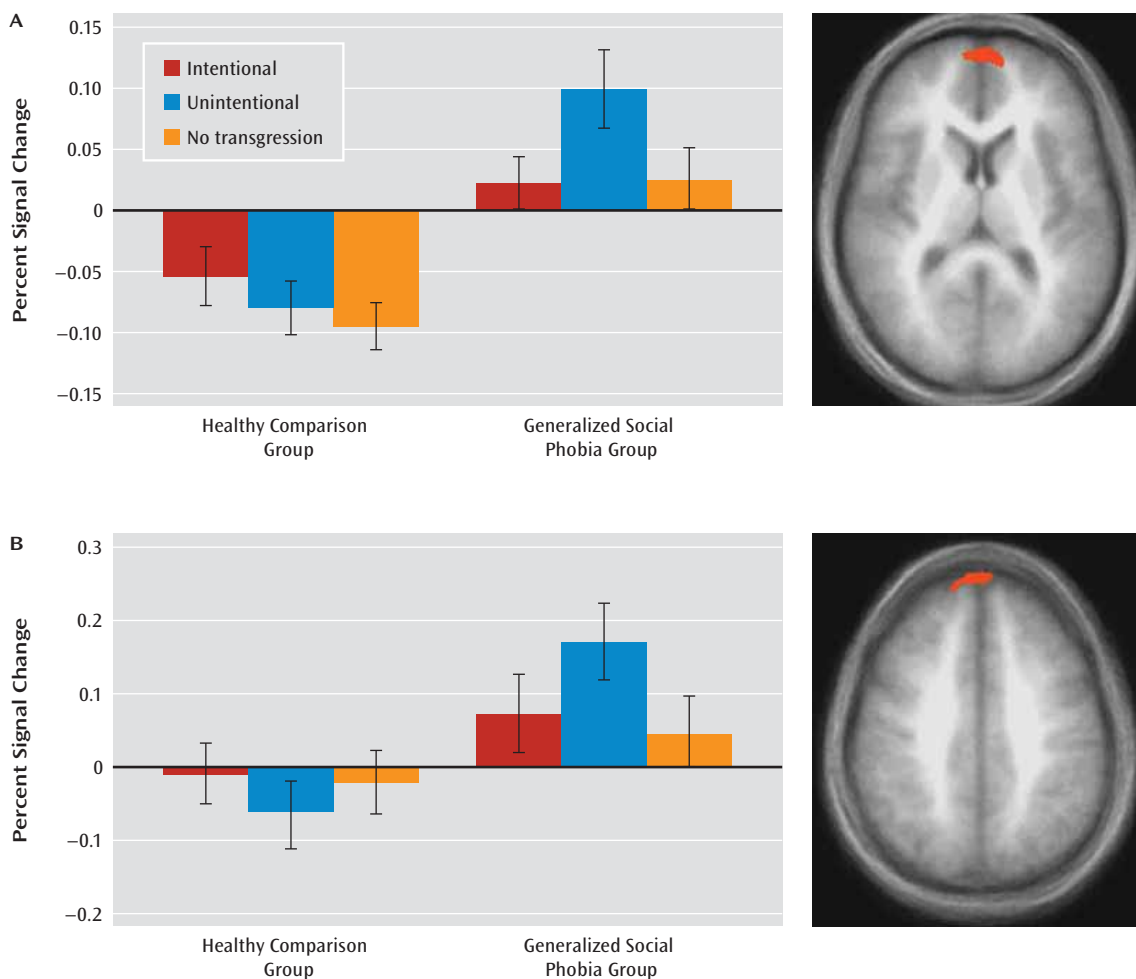 A
Percent Signal Change
0.15
0.10
0.05
0
−0.05
−0.10
−0.15
Intentional
Unintentional
No transgression
Healthy Comparison
Group
Generalized Social
Phobia Group
B
Percent Signal Change
0.3
0.2
0.1
0
−0.1
−0.2
Healthy Comparison
Group
Generalized Social
Phobia Group